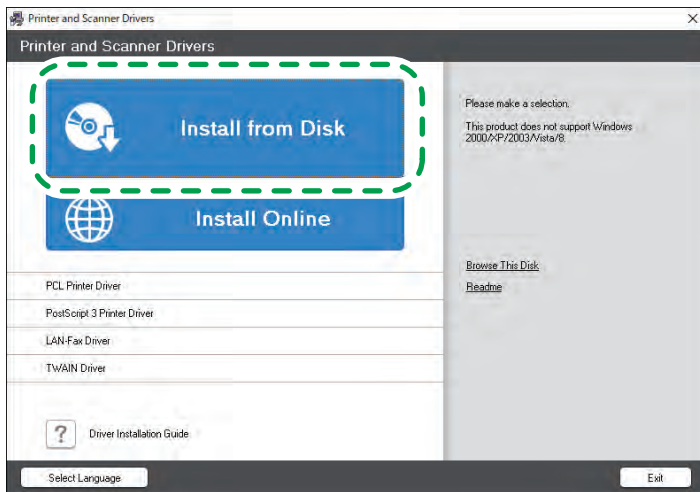 Printer and Scanner Drivers
Printer and Scanner Drivers
Install from Disk
Install Online
PCL Printer Driver
PostScript 3 Printer Driver
LAN-Fax Driver
TWAIN Driver
? Driver Installation Guide
Please make a selection.
This product does not support Windows
2000/XP/2003/Vista/8.
Browse This Disk
Readme
Select Language
Exit